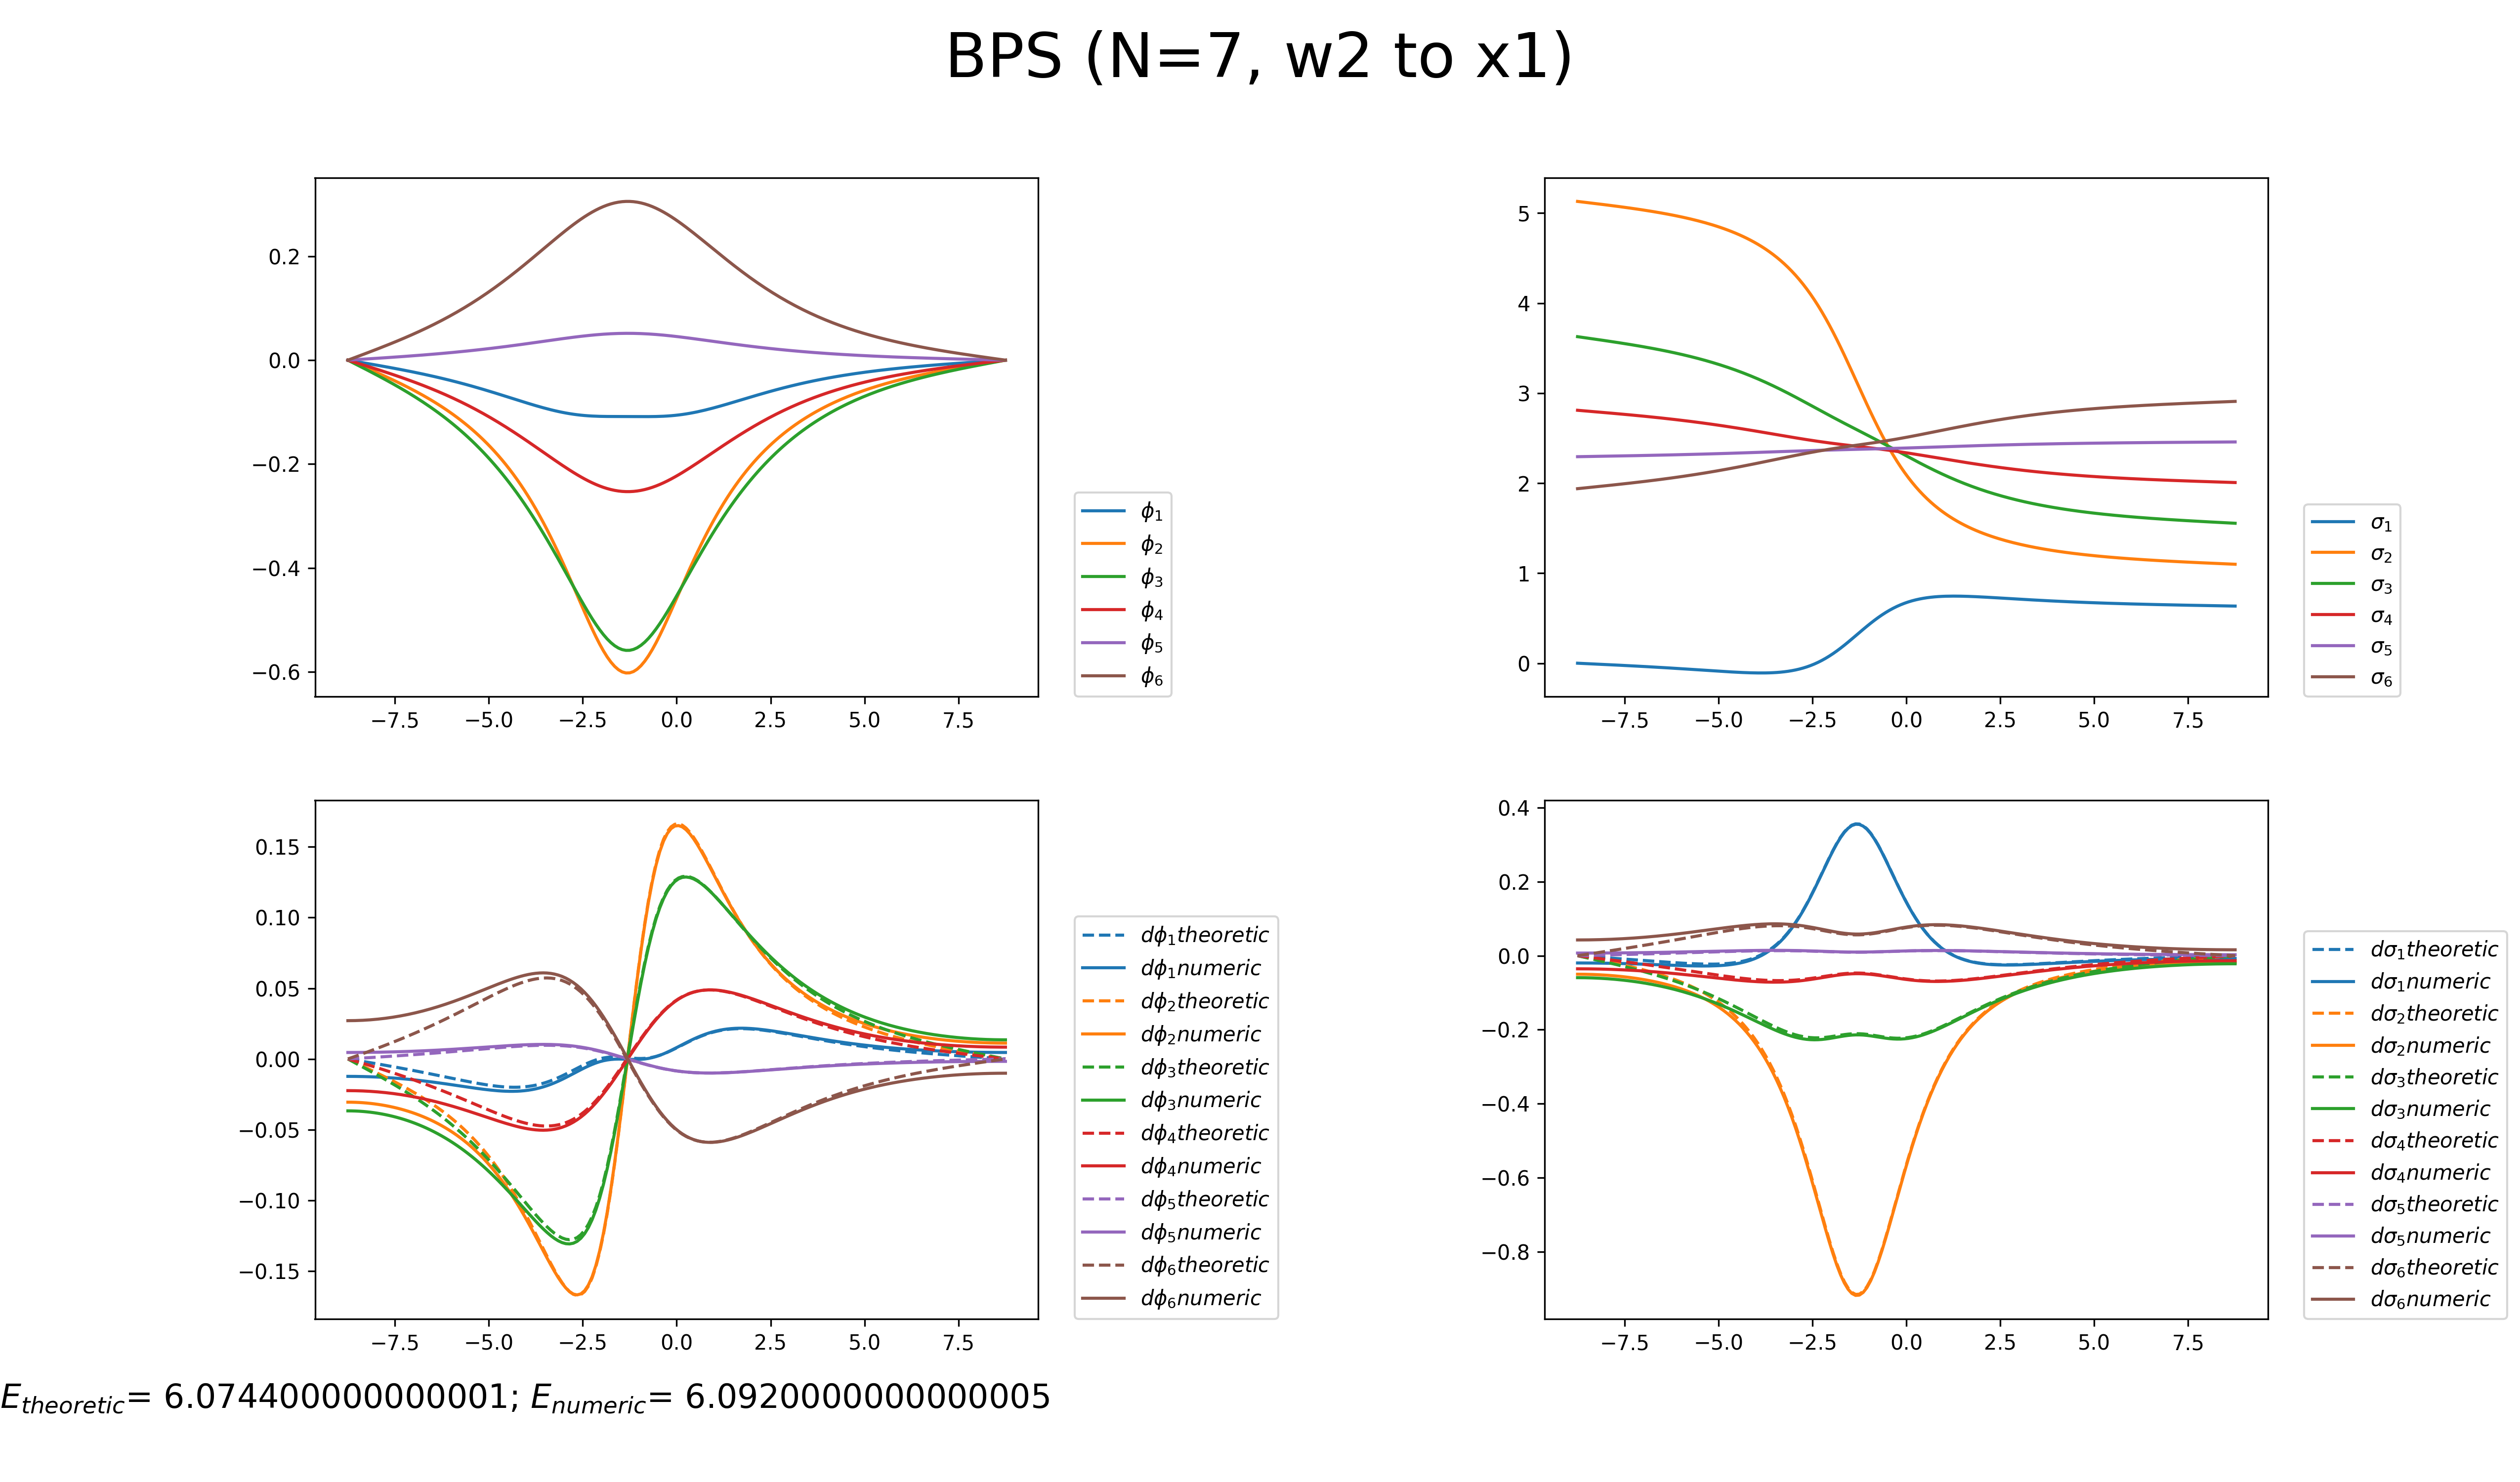 BPS (N=7, w2 to x1)
0.2
0.0
−0.2
−0.4
−0.6
−7.5 −5.0 −2.5 0.0 2.5 5.0 7.5
ϕ₁
ϕ₂
ϕ₃
ϕ₄
ϕ₅
ϕ₆
5
4
3
2
1
0
−7.5 −5.0 −2.5 0.0 2.5 5.0 7.5
σ₁
σ₂
σ₃
σ₄
σ₅
σ₆
0.15
0.10
0.05
0.00
−0.05
−0.10
−0.15
−7.5 −5.0 −2.5 0.0 2.5 5.0 7.5
dϕ₁theoretic
dϕ₁numeric
dϕ₂theoretic
dϕ₂numeric
dϕ₃theoretic
dϕ₃numeric
dϕ₄theoretic
dϕ₄numeric
dϕ₅theoretic
dϕ₅numeric
dϕ₆theoretic
dϕ₆numeric
0.4
0.2
0.0
−0.2
−0.4
−0.6
−0.8
−7.5 −5.0 −2.5 0.0 2.5 5.0 7.5
dσ₁theoretic
dσ₁numeric
dσ₂theoretic
dσ₂numeric
dσ₃theoretic
dσ₃numeric
dσ₄theoretic
dσ₄numeric
dσ₅theoretic
dσ₅numeric
dσ₆theoretic
dσ₆numeric
E_theoretic= 6.074400000000001; E_numeric= 6.0920000000000005